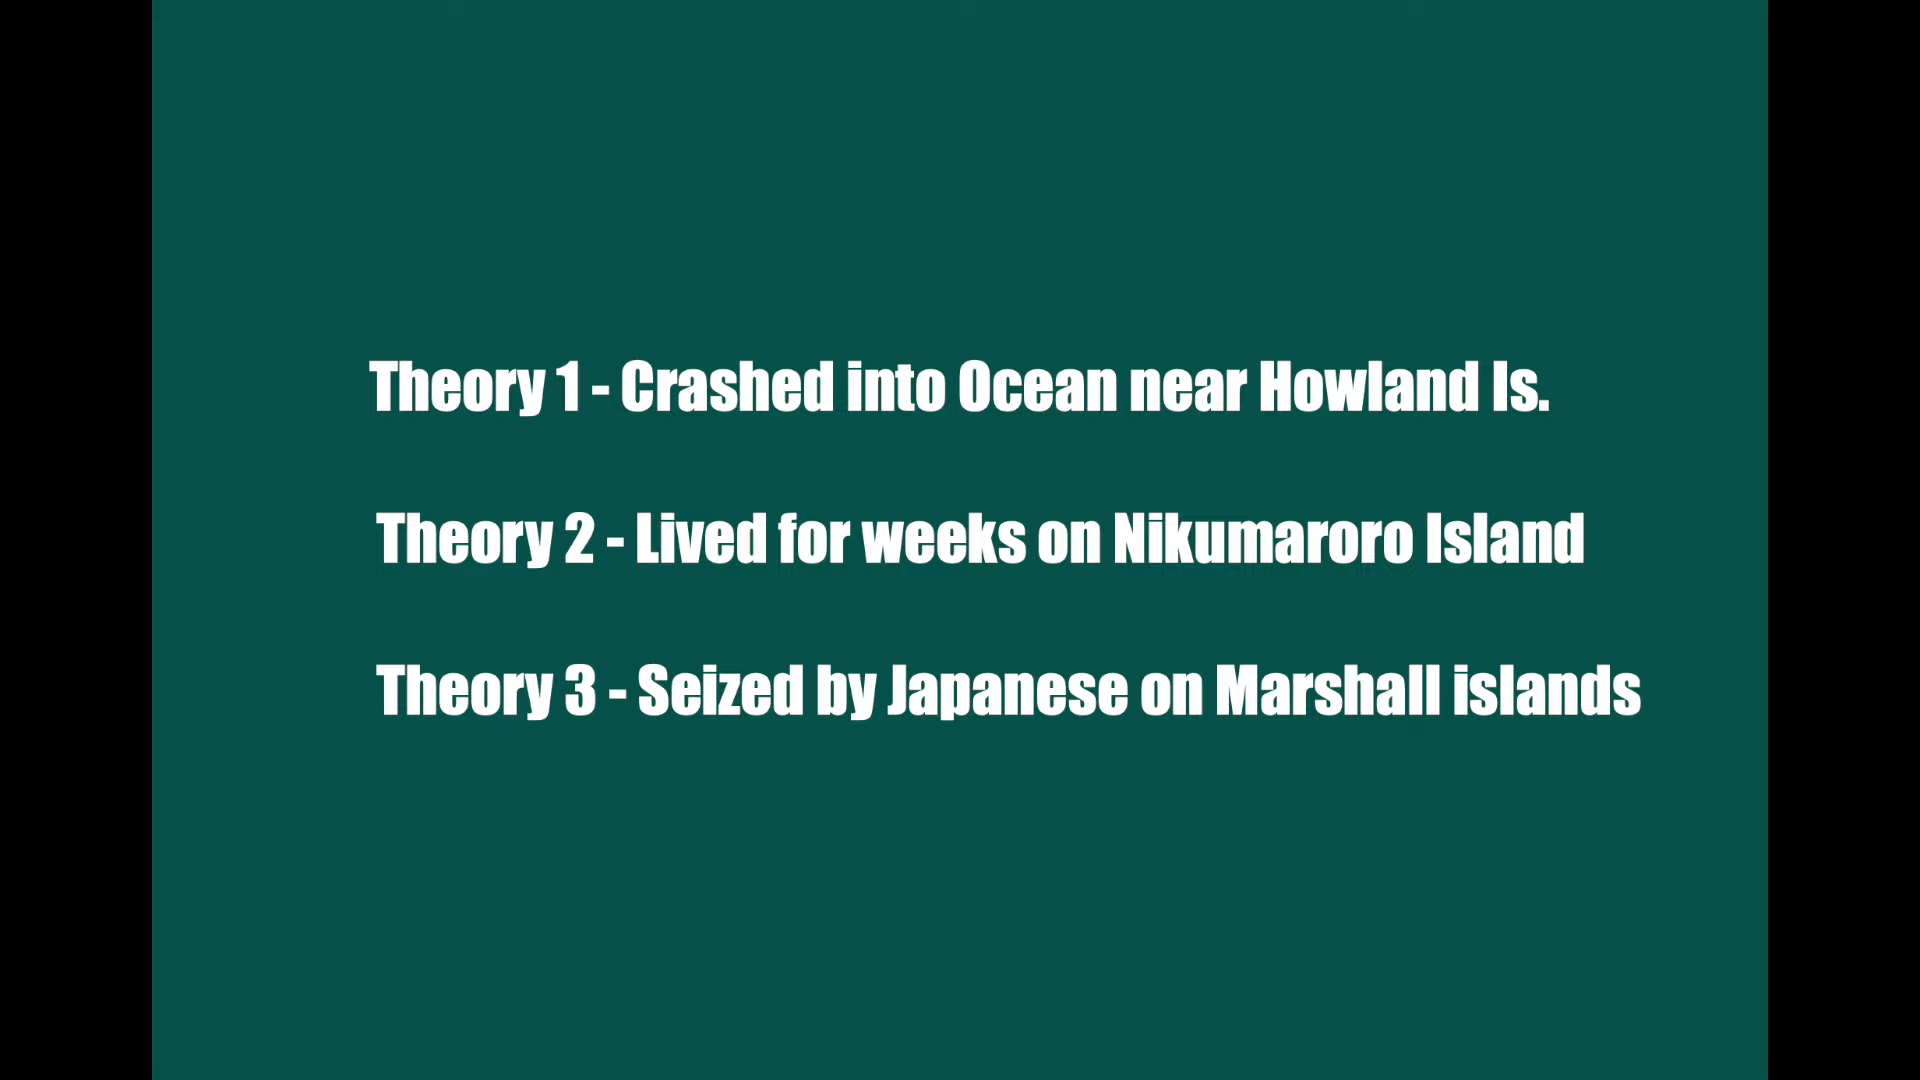 Theory 1 - Crashed into Ocean near Howland Is.
Theory 2 - Lived for weeks on Nikumaroro Island
Theory 3 - Seized by Japanese on Marshall islands